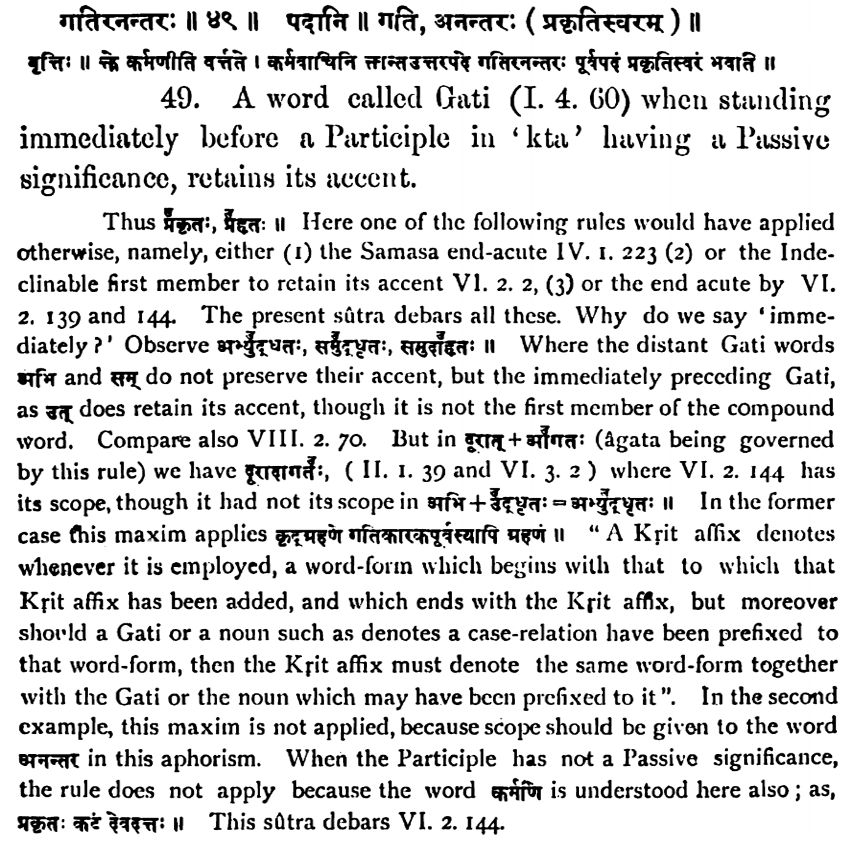 गतिरनन्तरः ॥ ४९ ॥ पदानि ॥ गति, अनन्तरः ( प्रकृतिस्वरम् ) ॥
वृत्तिः ॥ क्ते कर्मणीति वर्त्तते । कर्मवाचिनि क्तान्तउत्तरपदे गतिरनन्तरः पूर्वपदं प्रकृतिस्वरं भवति ॥
49. A word called Gati (I. 4. 60) when standing
immediately before a Participle in ‘kta’ having a Passive
significance, retains its accent.
Thus प्र॑कृतः, प्र॑हृतः ॥ Here one of the following rules would have applied
otherwise, namely, either (1) the Samasa end-acute IV. 1. 223 (2) or the Inde-
clinable first member to retain its accent VI. 2. 2, (3) or the end acute by VI.
2. 139 and 144. The present sûtra debars all these. Why do we say ‘imme-
diately?’ Observe अभ्यु॑द्धृतः, समु॑द्धृतः, समुदा॑हृतः ॥ Where the distant Gati words
अभि and सम् do not preserve their accent, but the immediately preceding Gati,
as उत् does retain its accent, though it is not the first member of the compound
word. Compare also VIII. 2. 70. But in दूरात् + आ॑गतः (âgata being governed
by this rule) we have दूरादागतः॑, ( II. 1. 39 and VI. 3. 2 ) where VI. 2. 144 has
its scope, though it had not its scope in अभि + उ॑द्धृतः = अभ्यु॑द्धृतः ॥ In the former
case this maxim applies कृद्ग्रहणे गतिकारकपूर्वस्यापि ग्रहणं ॥ “A Kṛit affix denotes
whenever it is employed, a word-form which begins with that to which that
Kṛit affix has been added, and which ends with the Kṛit affix, but moreover
should a Gati or a noun such as denotes a case-relation have been prefixed to
that word-form, then the Kṛit affix must denote the same word-form together
with the Gati or the noun which may have been prefixed to it”. In the second
example, this maxim is not applied, because scope should be given to the word
अनन्तर in this aphorism. When the Participle has not a Passive significance,
the rule does not apply because the word कर्मणि is understood here also ; as,
प्रकृतः कटं देवदत्तः ॥ This sûtra debars VI. 2. 144.